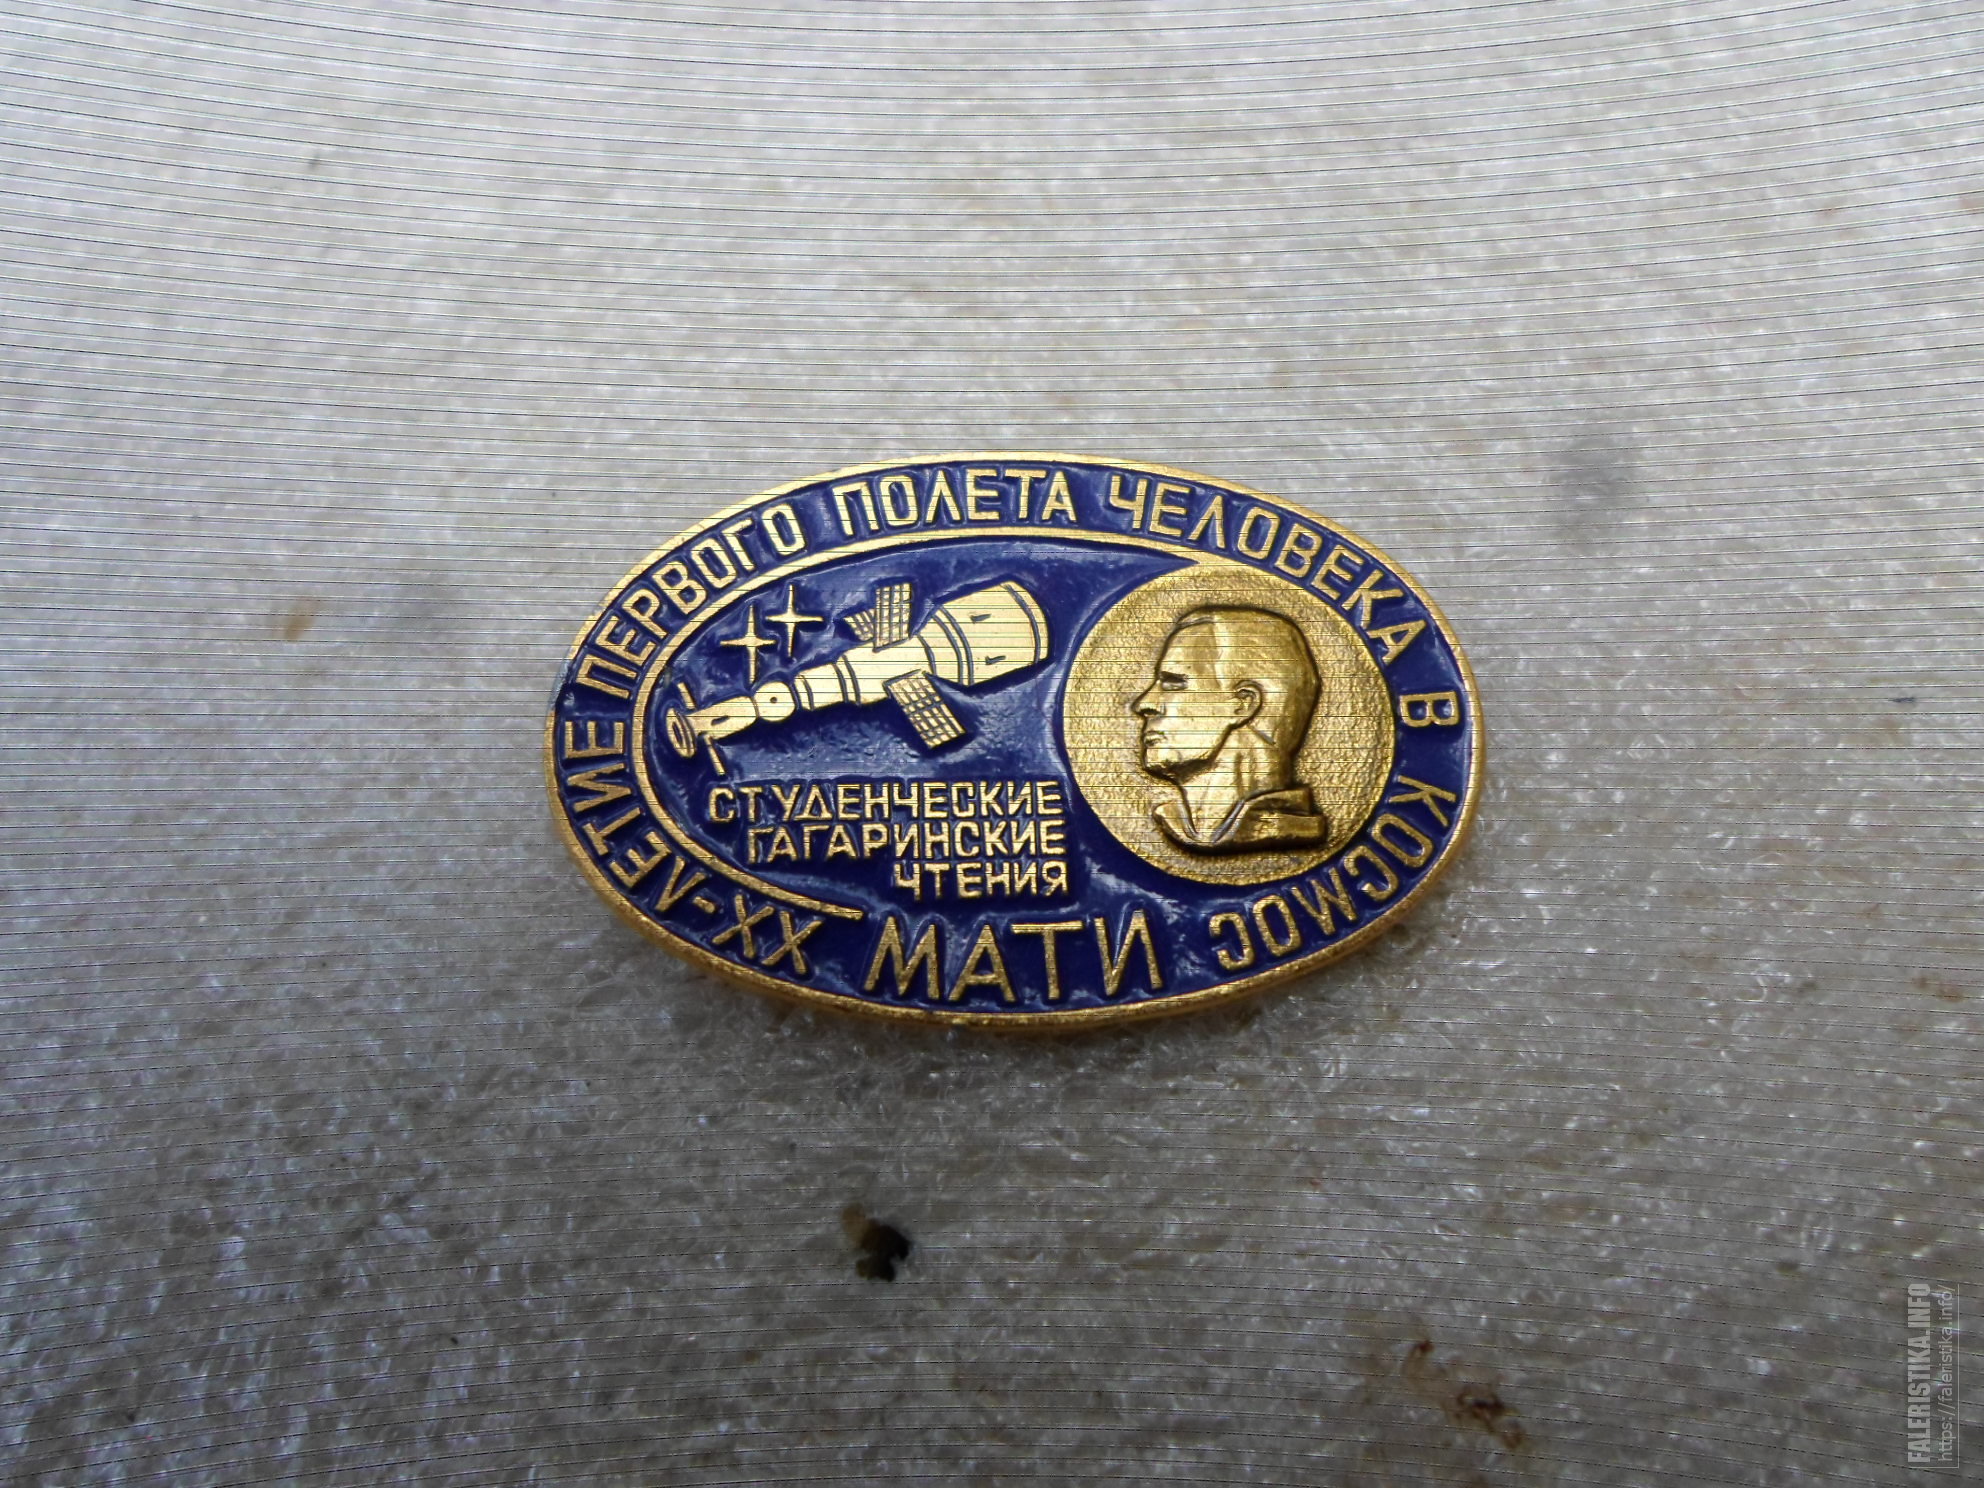 XX-ЛЕТИЕ ПЕРВОГО ПОЛЕТА ЧЕЛОВЕКА В КОСМОС
СТУДЕНЧЕСКИЕ
ГАГАРИНСКИЕ
ЧТЕНИЯ
МАТИ
FALERISTIKA.INFO
https://faleristika.info/